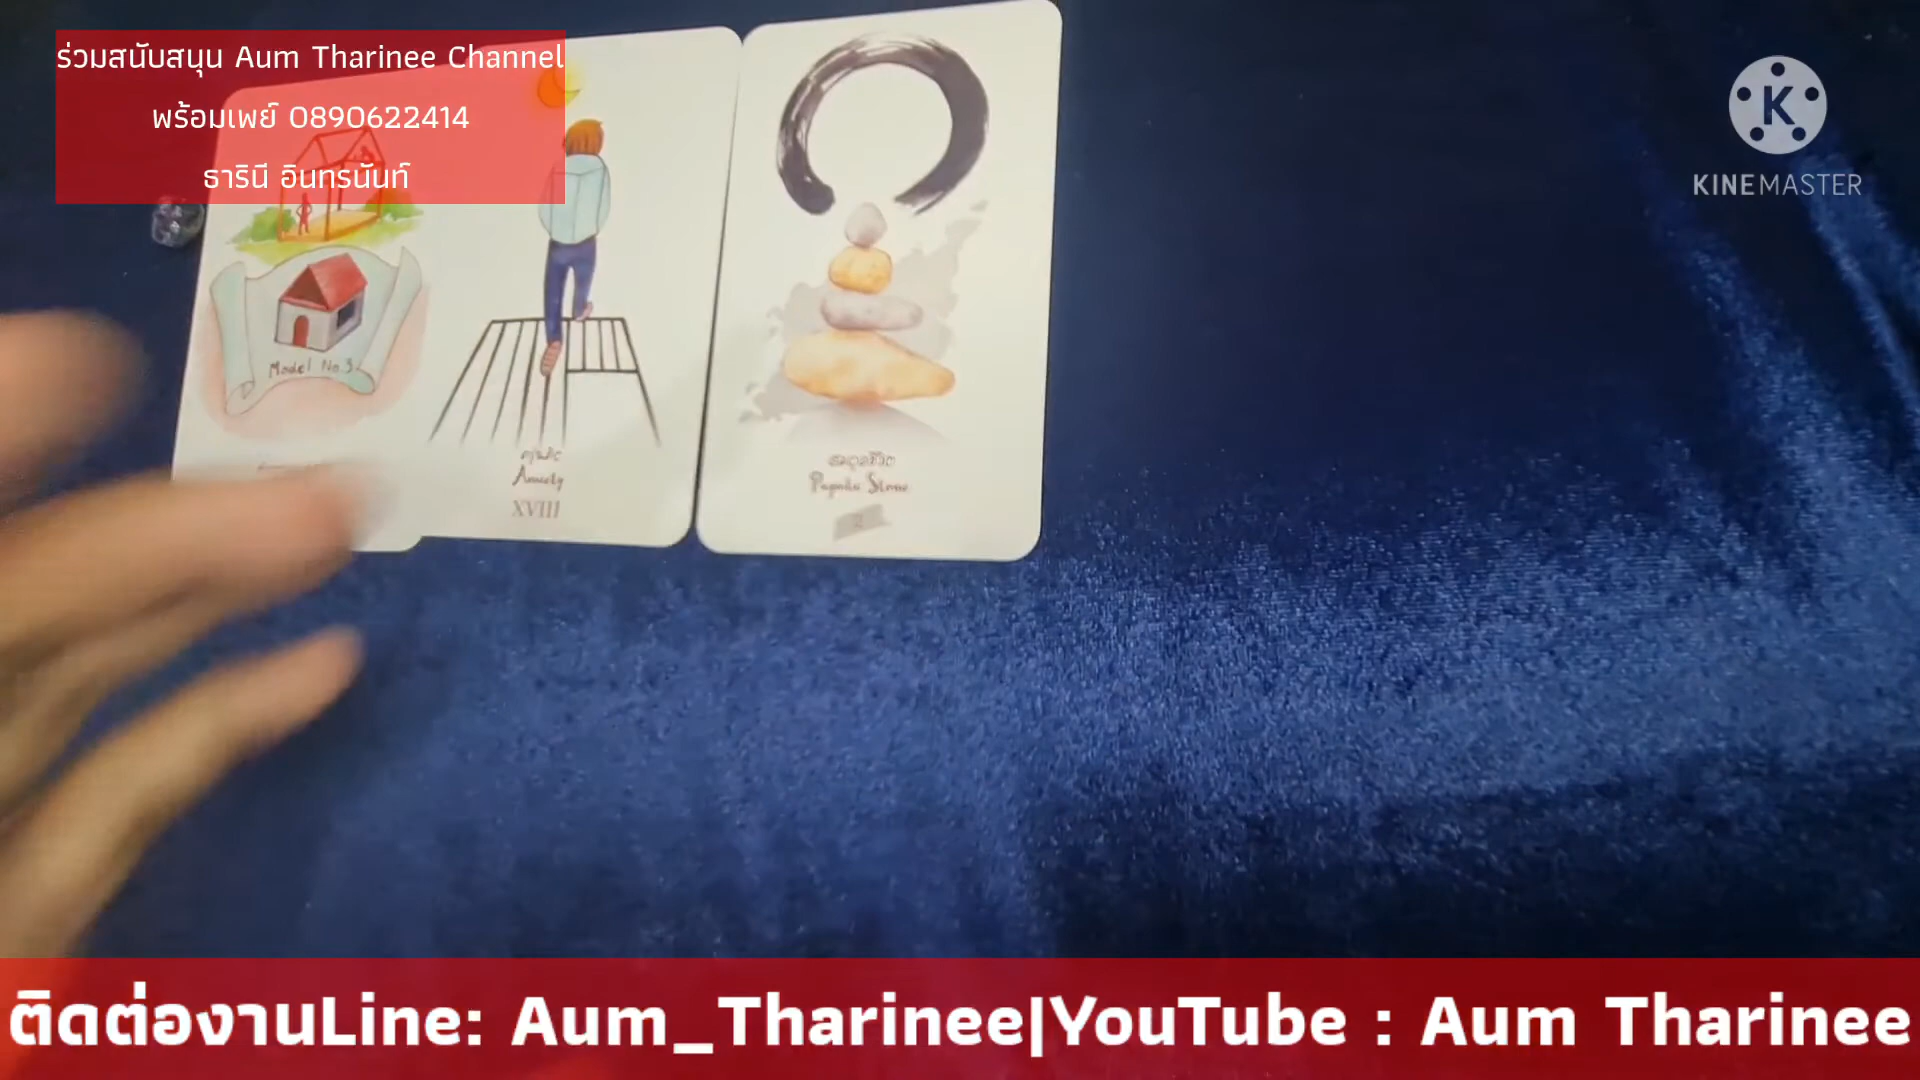 ร่วมสนับสนุน Aum Tharinee Channel
พร้อมเพย์ 0890622414
ธารินี อินทรนันท์
KINEMASTER
Model No.3
Anxiety
XVIII
ติดต่องานLine: Aum_Tharinee|YouTube : Aum Tharinee